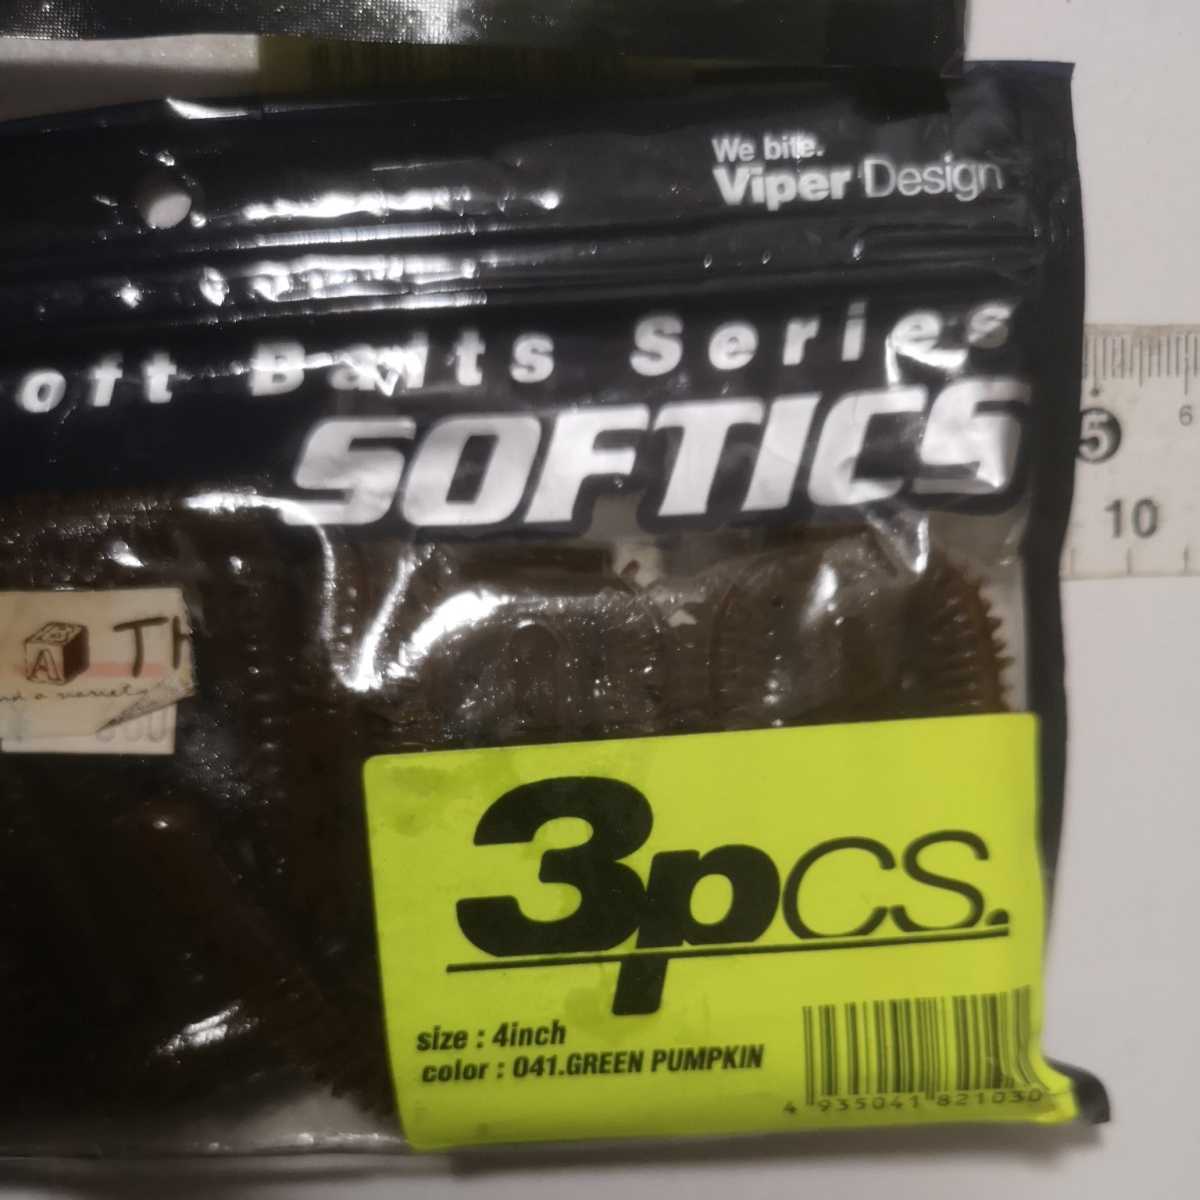 We bite.
Viper Design
oft Baits Series
SOFTICS
A TH
3pcs.
size : 4inch
color : 041.GREEN PUMPKIN
4 935041 821030
5 6
10